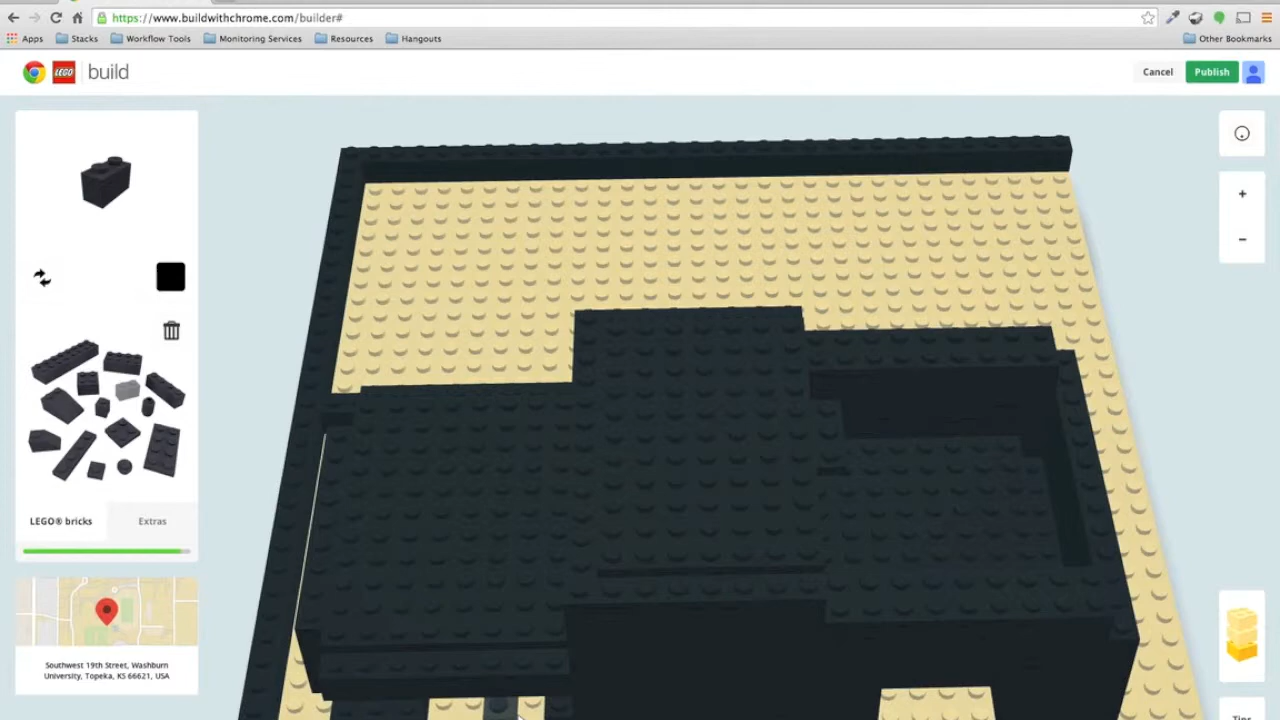 https://www.buildwithchrome.com/builder#
Apps Stacks Workflow Tools Monitoring Services Resources Hangouts Other Bookmarks
LEGO build Cancel Publish
+
−
LEGO® bricks Extras
Southwest 19th Street, Washburn
University, Topeka, KS 66621, USA